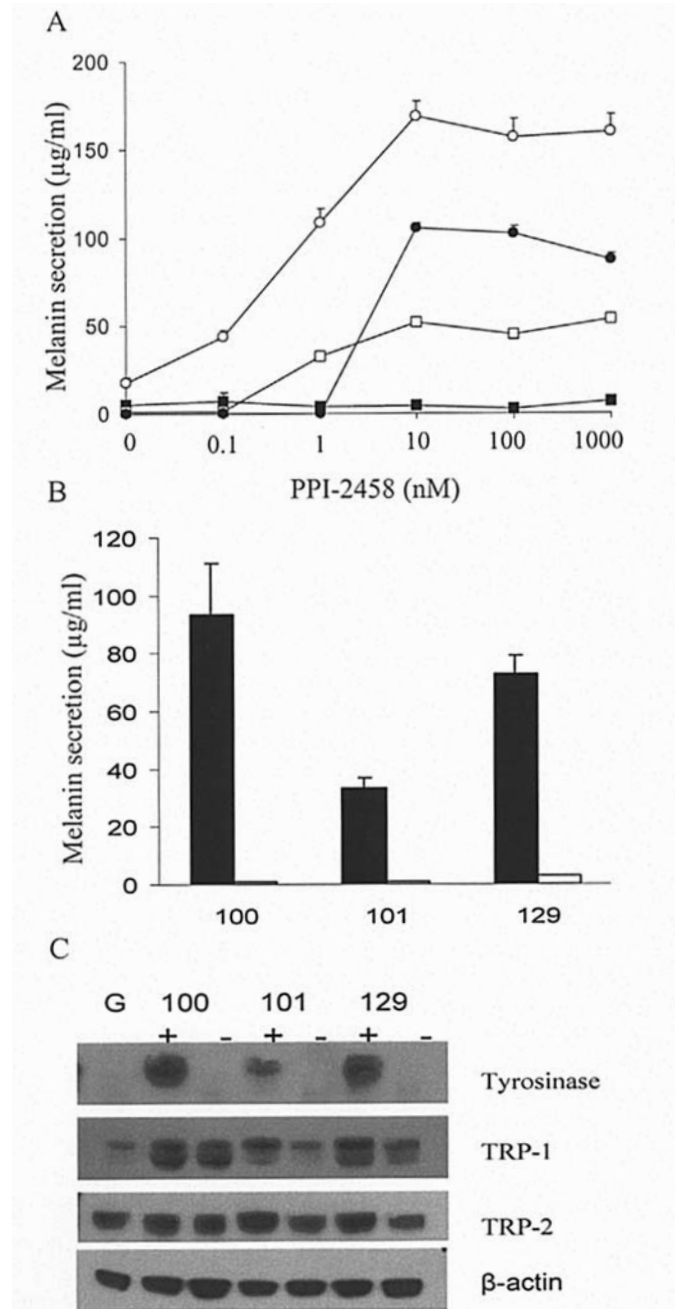 A
200
150
100
50
0
Melanin secretion (µg/ml)
0 0.1 1 10 100 1000
PPI-2458 (nM)
B
120
100
80
60
40
20
0
Melanin secretion (µg/ml)
100 101 129
C
G 100 101 129
+ - + - + -
Tyrosinase
TRP-1
TRP-2
β-actin